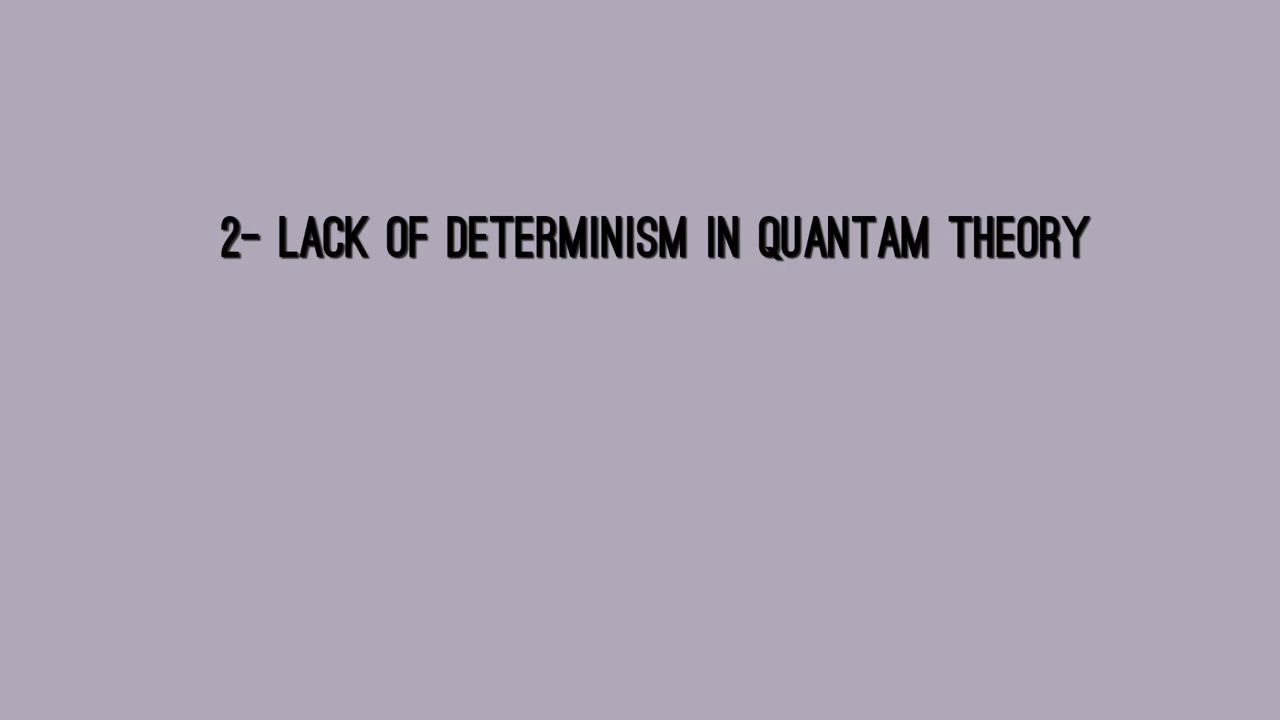 2- LACK OF DETERMINISM IN QUANTAM THEORY